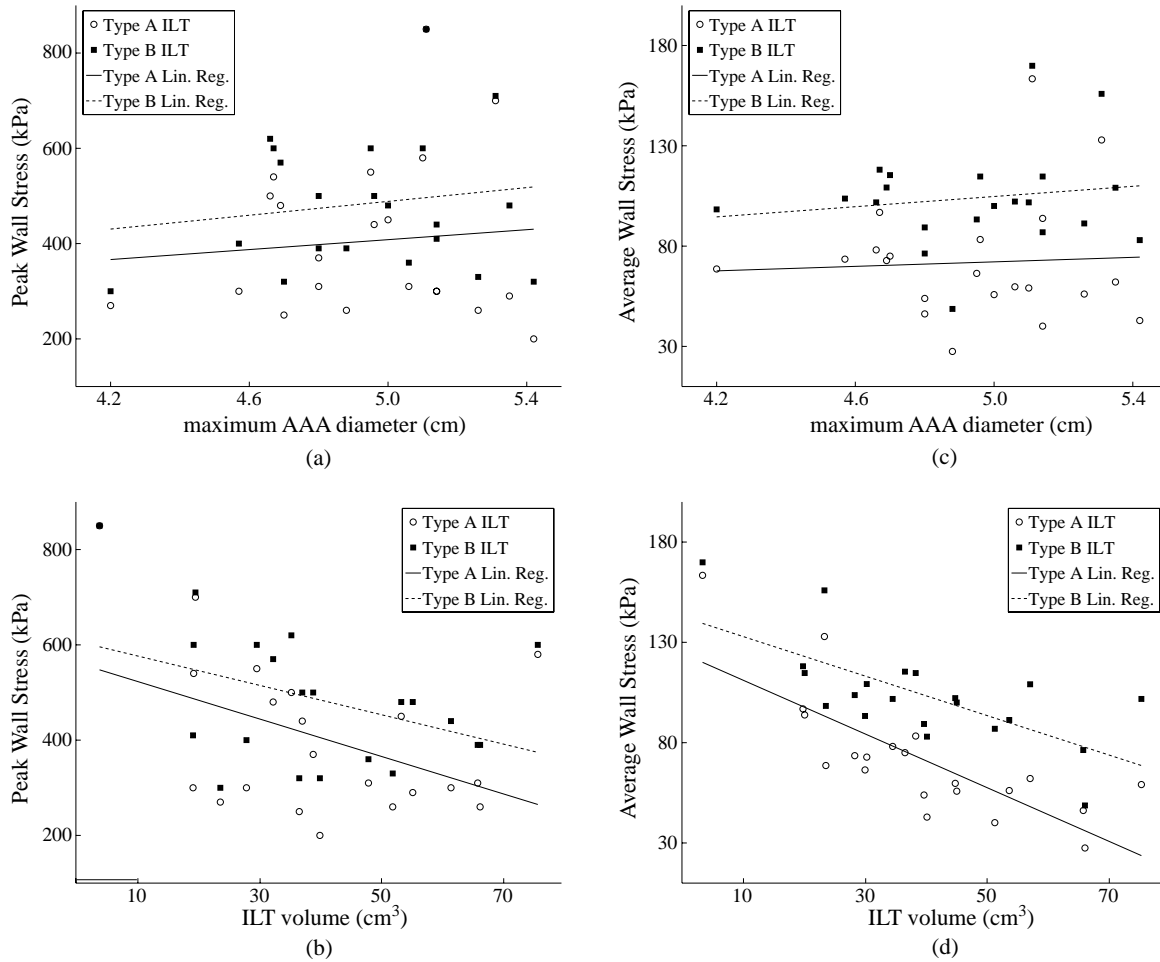 Type A ILT
Type B ILT
Type A Lin. Reg.
Type B Lin. Reg.
800
600
400
200
Peak Wall Stress (kPa)
4.2 4.6 5.0 5.4
maximum AAA diameter (cm)
(a)
Type A ILT
Type B ILT
Type A Lin. Reg.
Type B Lin. Reg.
180
130
80
30
Average Wall Stress (kPa)
4.2 4.6 5.0 5.4
maximum AAA diameter (cm)
(c)
Type A ILT
Type B ILT
Type A Lin. Reg.
Type B Lin. Reg.
800
600
400
200
Peak Wall Stress (kPa)
10 30 50 70
ILT volume (cm³)
(b)
Type A ILT
Type B ILT
Type A Lin. Reg.
Type B Lin. Reg.
180
130
80
30
Average Wall Stress (kPa)
10 30 50 70
ILT volume (cm³)
(d)